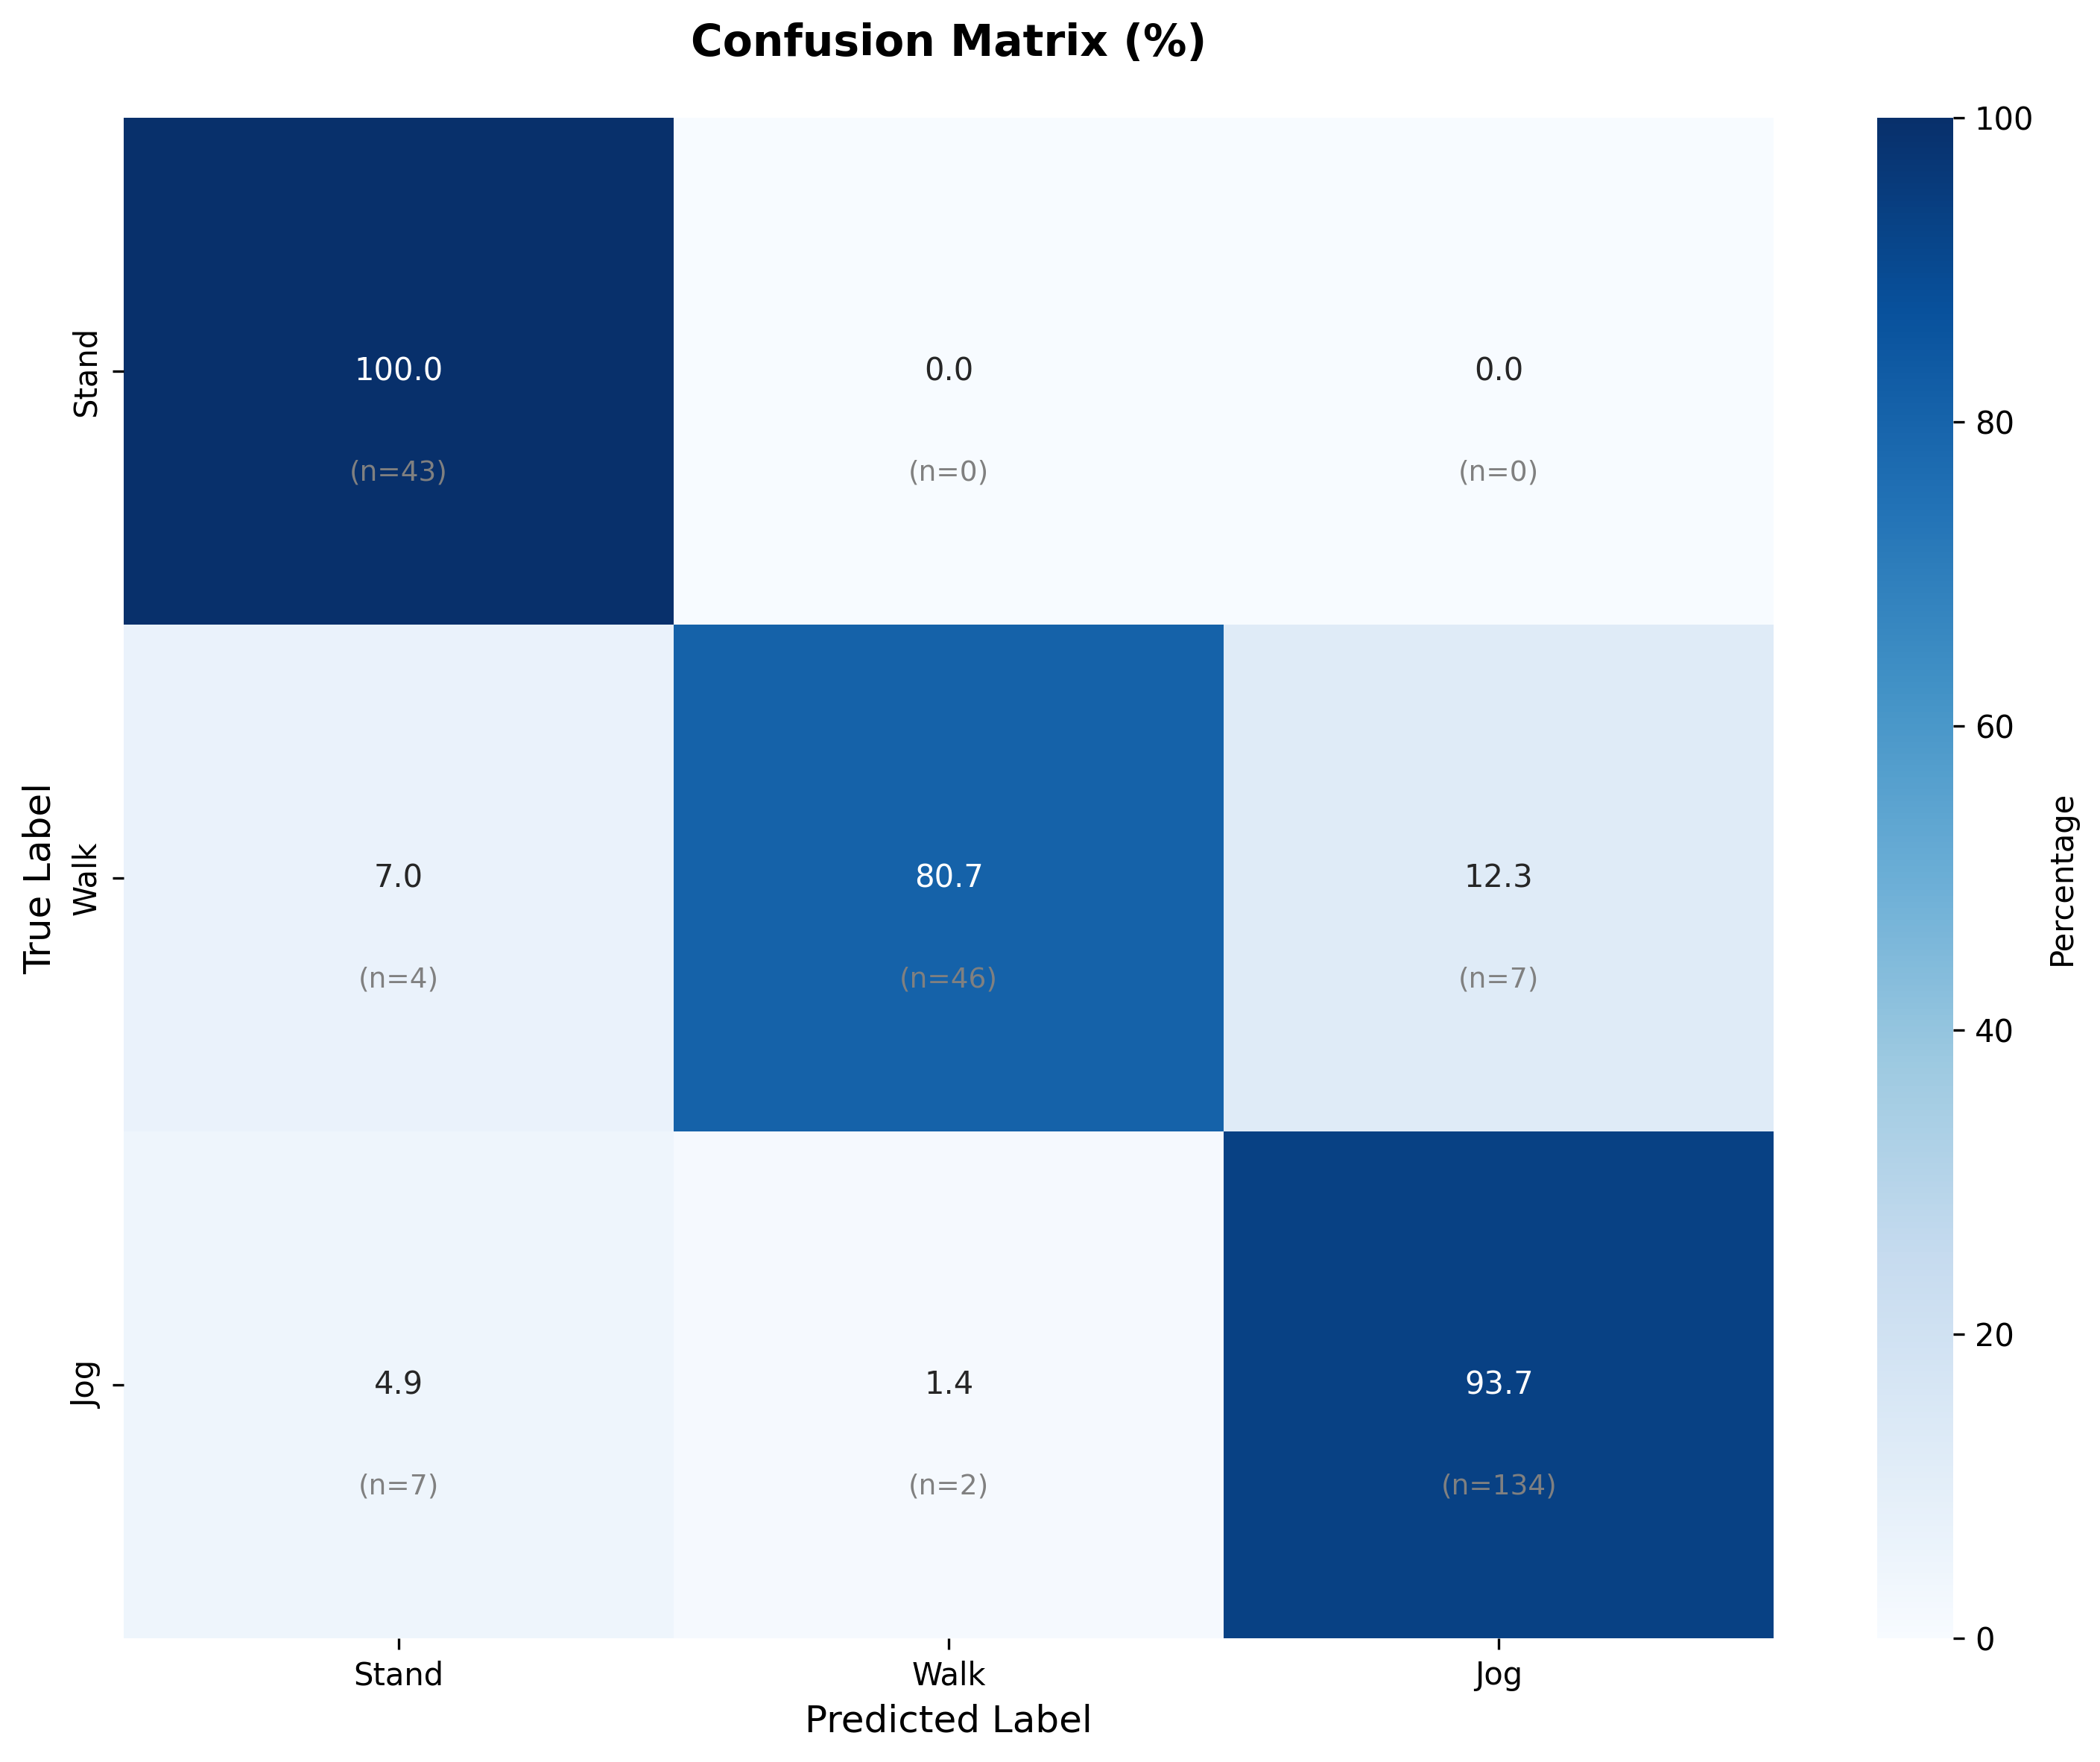 Confusion Matrix (%)
100
Stand
100.0
0.0
0.0
80
(n=43)
(n=0)
(n=0)
60
True Label
Walk
7.0
80.7
12.3
Percentage
(n=4)
(n=46)
(n=7)
40
20
Jog
4.9
1.4
93.7
(n=7)
(n=2)
(n=134)
0
Stand
Walk
Jog
Predicted Label